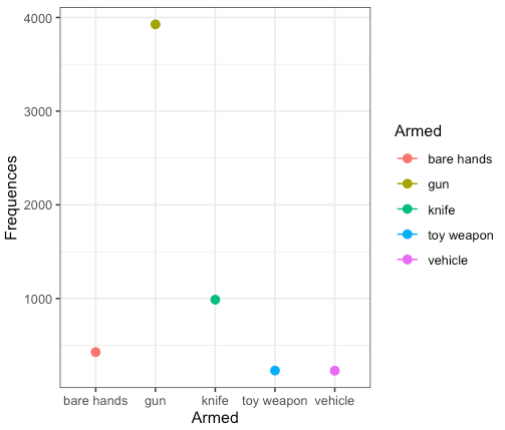 4000
3000
2000
1000
Frequences
bare hands gun knife toy weapon vehicle
Armed
Armed
bare hands
gun
knife
toy weapon
vehicle